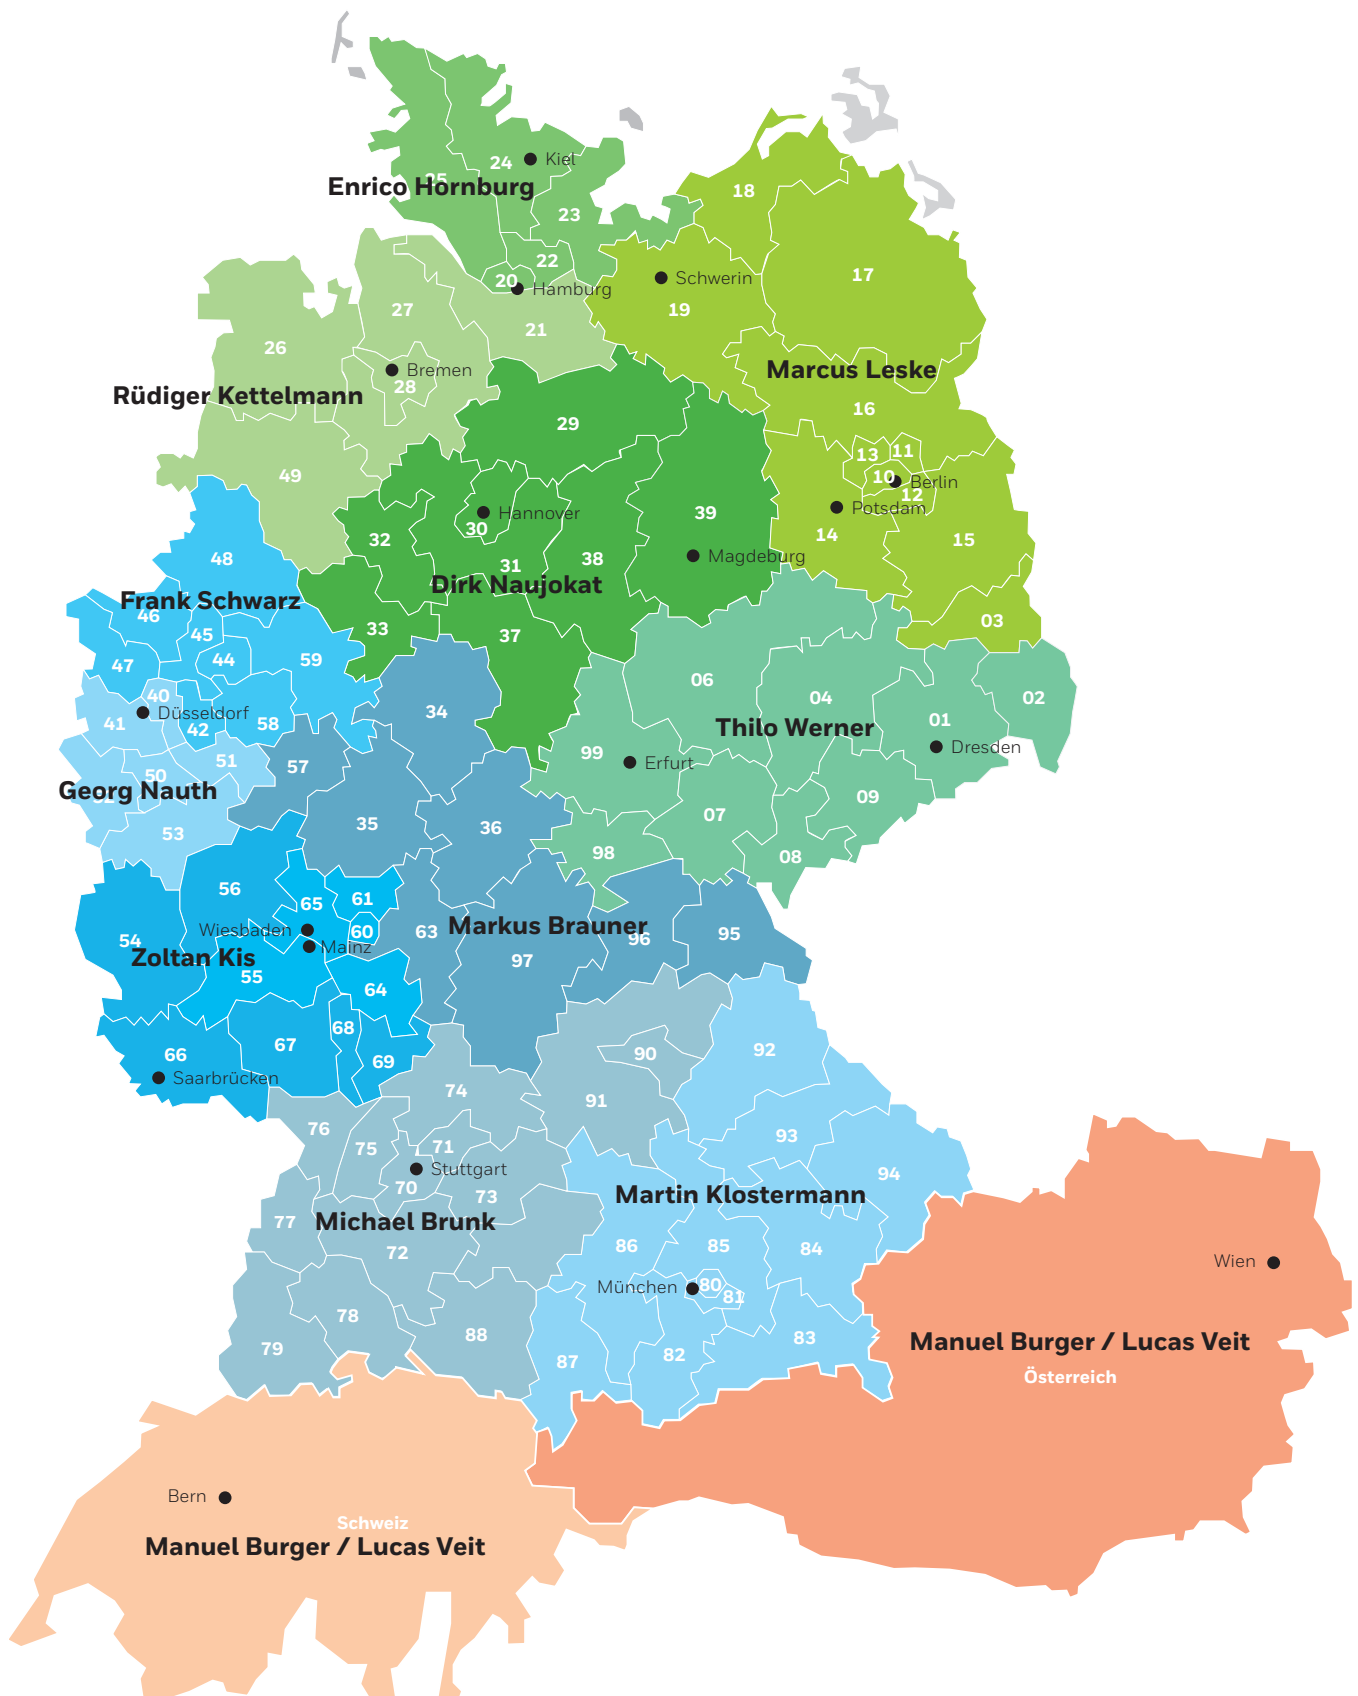 24
Kiel
25
Enrico Hornburg
18
23
22
17
20
Hamburg
Schwerin
27
19
21
26
Marcus Leske
Bremen
28
Rüdiger Kettelmann
16
29
13
11
49
10
Berlin
12
Potsdam
Hannover
39
30
14
32
15
48
31
38
Magdeburg
Dirk Naujokat
Frank Schwarz
46
45
33
37
03
47
44
59
06
40
04
02
41
Düsseldorf
34
42
58
Thilo Werner
01
Dresden
51
57
99
Erfurt
50
Georg Nauth
52
09
53
35
36
07
98
08
56
65
61
Wiesbaden
60
63
Markus Brauner
54
Mainz
96
95
Zoltan Kis
97
55
64
68
66
67
69
90
92
Saarbrücken
74
91
76
75
71
93
Stuttgart
70
73
94
Martin Klostermann
77
Michael Brunk
72
86
85
84
Wien
München
80
81
78
88
83
79
87
82
Manuel Burger / Lucas Veit
Österreich
Bern
Schweiz
Manuel Burger / Lucas Veit